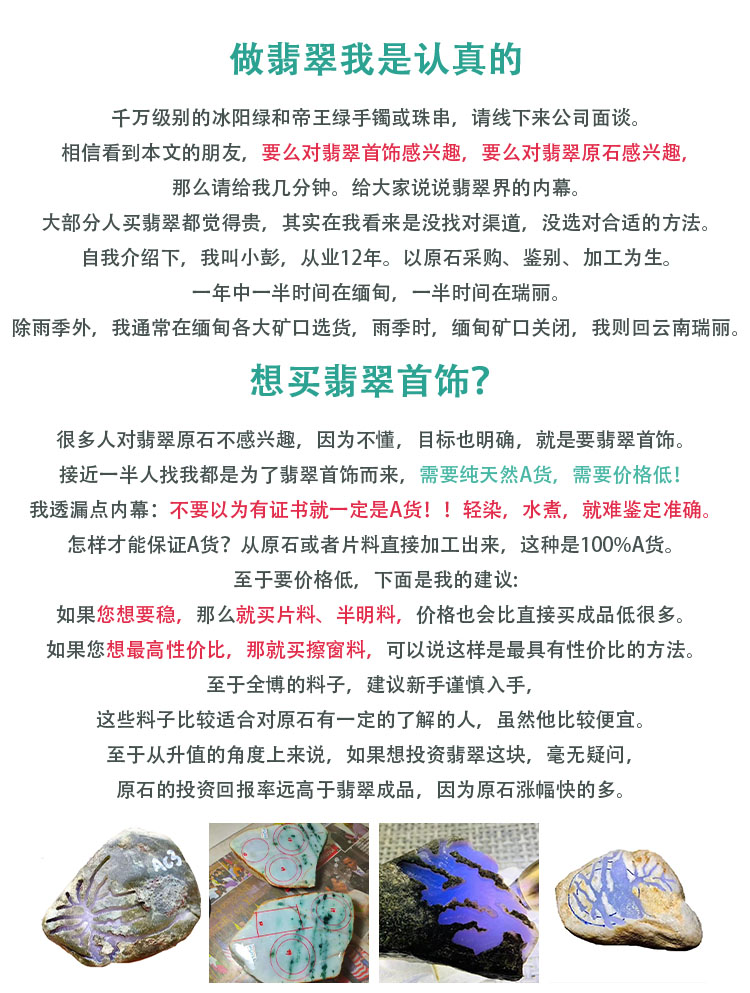 做翡翠我是认真的
千万级别的冰阳绿和帝王绿手镯或珠串，请线下来公司面谈。
相信看到本文的朋友，要么对翡翠首饰感兴趣，要么对翡翠原石感兴趣，
那么请给我几分钟。给大家说说翡翠界的内幕。
大部分人买翡翠都觉得贵，其实在我看来是没找对渠道，没选对合适的方法。
自我介绍下，我叫小彭，从业12年。以原石采购、鉴别、加工为生。
一年中一半时间在缅甸，一半时间在瑞丽。
除雨季外，我通常在缅甸各大矿口选货，雨季时，缅甸矿口关闭，我则回云南瑞丽。
想买翡翠首饰？
很多人对翡翠原石不感兴趣，因为不懂，目标也明确，就是要翡翠首饰。
接近一半人找我都是为了翡翠首饰而来，需要纯天然A货，需要价格低！
我透漏点内幕：不要以为有证书就一定是A货！！轻染，水煮，就难鉴定准确。
怎样才能保证A货？从原石或者片料直接加工出来，这种是100%A货。
至于要价格低，下面是我的建议:
如果您想要稳，那么就买片料、半明料，价格也会比直接买成品低很多。
如果您想最高性价比，那就买擦窗料，可以说这样是最具有性价比的方法。
至于全博的料子，建议新手谨慎入手，
这些料子比较适合对原石有一定的了解的人，虽然他比较便宜。
至于从升值的角度上来说，如果想投资翡翠这块，毫无疑问，
原石的投资回报率远高于翡翠成品，因为原石涨幅快的多。